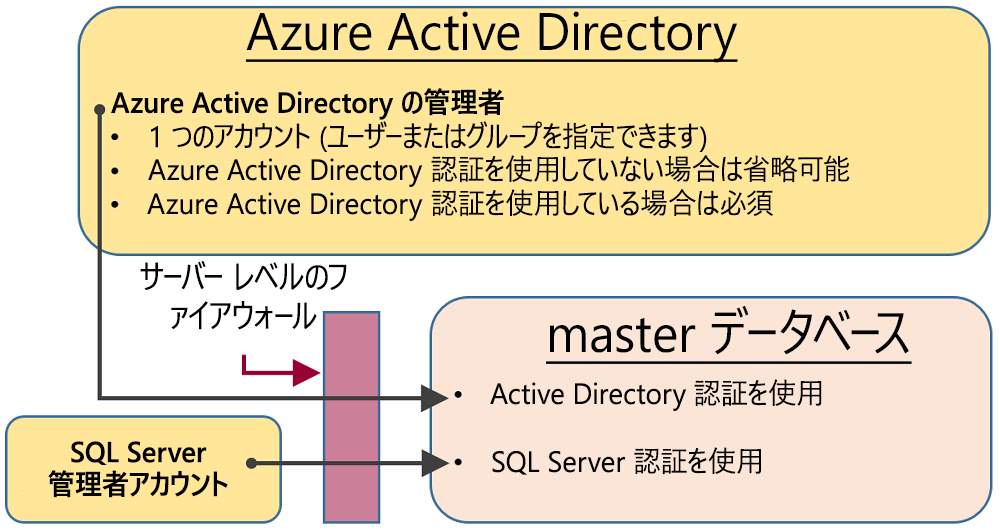 Azure Active Directory
Azure Active Directory の管理者
• 1 つのアカウント (ユーザーまたはグループを指定できます)
• Azure Active Directory 認証を使用していない場合は省略可能
• Azure Active Directory 認証を使用している場合は必須
サーバー レベルのフ
ァイアウォール
master データベース
• Active Directory 認証を使用
SQL Server
管理者アカウント
• SQL Server 認証を使用